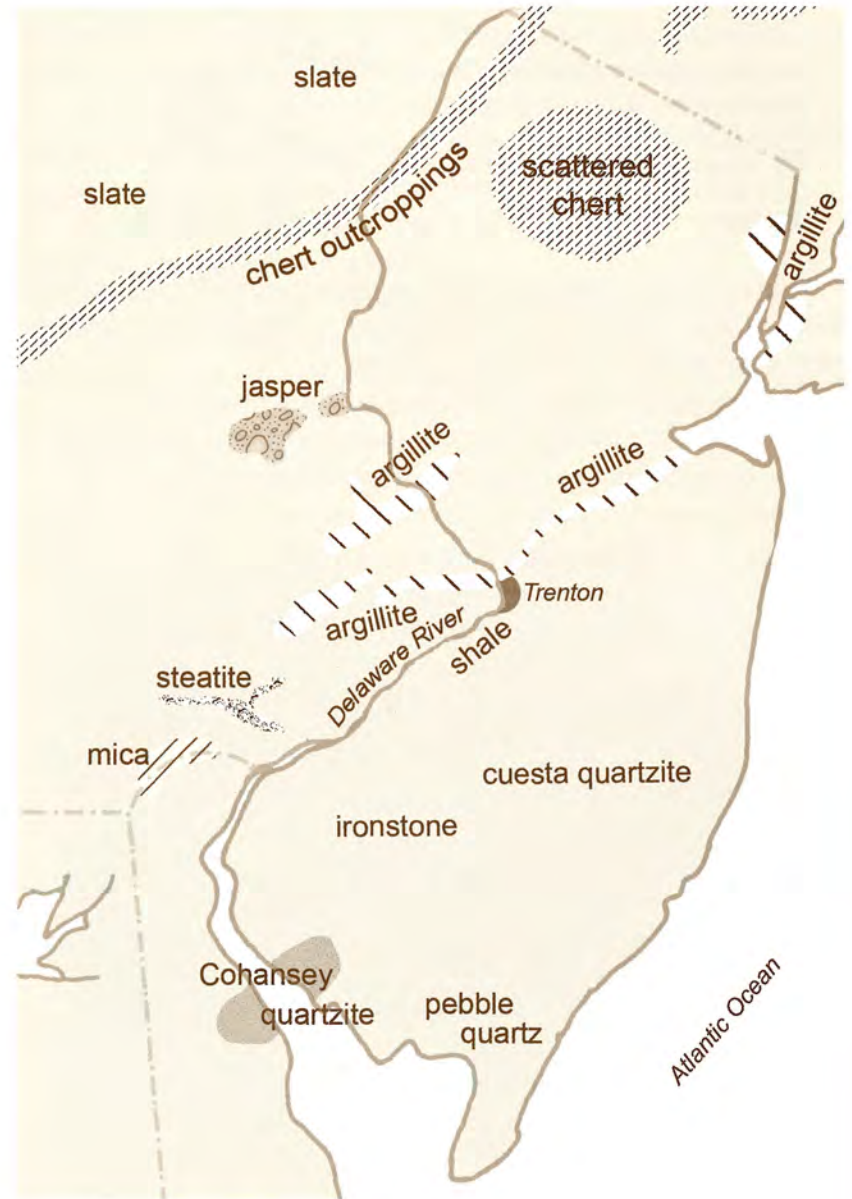 slate
scattered
chert
slate
chert outcroppings
argillite
jasper
argillite
argillite
Trenton
argillite
Delaware River
shale
steatite
mica
cuesta quartzite
ironstone
Cohansey
quartzite
pebble
quartz
Atlantic Ocean